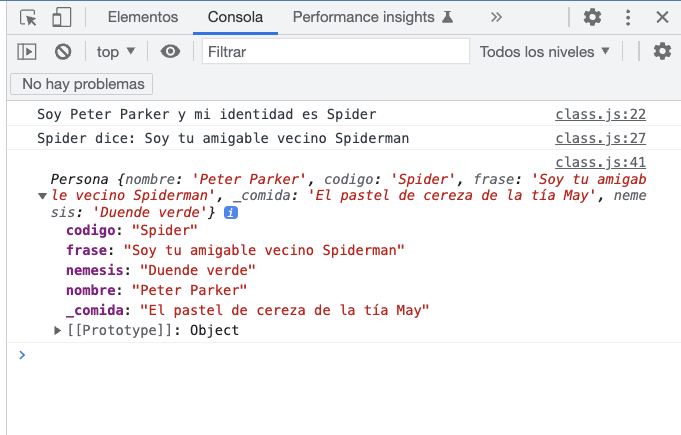 Elementos Consola Performance insights
top Filtrar Todos los niveles
No hay problemas
Soy Peter Parker y mi identidad es Spider class.js:22
Spider dice: Soy tu amigable vecino Spiderman class.js:27
class.js:41
Persona {nombre: 'Peter Parker', codigo: 'Spider', frase: 'Soy tu amigab
le vecino Spiderman', _comida: 'El pastel de cereza de la tía May', neme
sis: 'Duende verde'} i
codigo: "Spider"
frase: "Soy tu amigable vecino Spiderman"
nemesis: "Duende verde"
nombre: "Peter Parker"
_comida: "El pastel de cereza de la tía May"
[[Prototype]]: Object